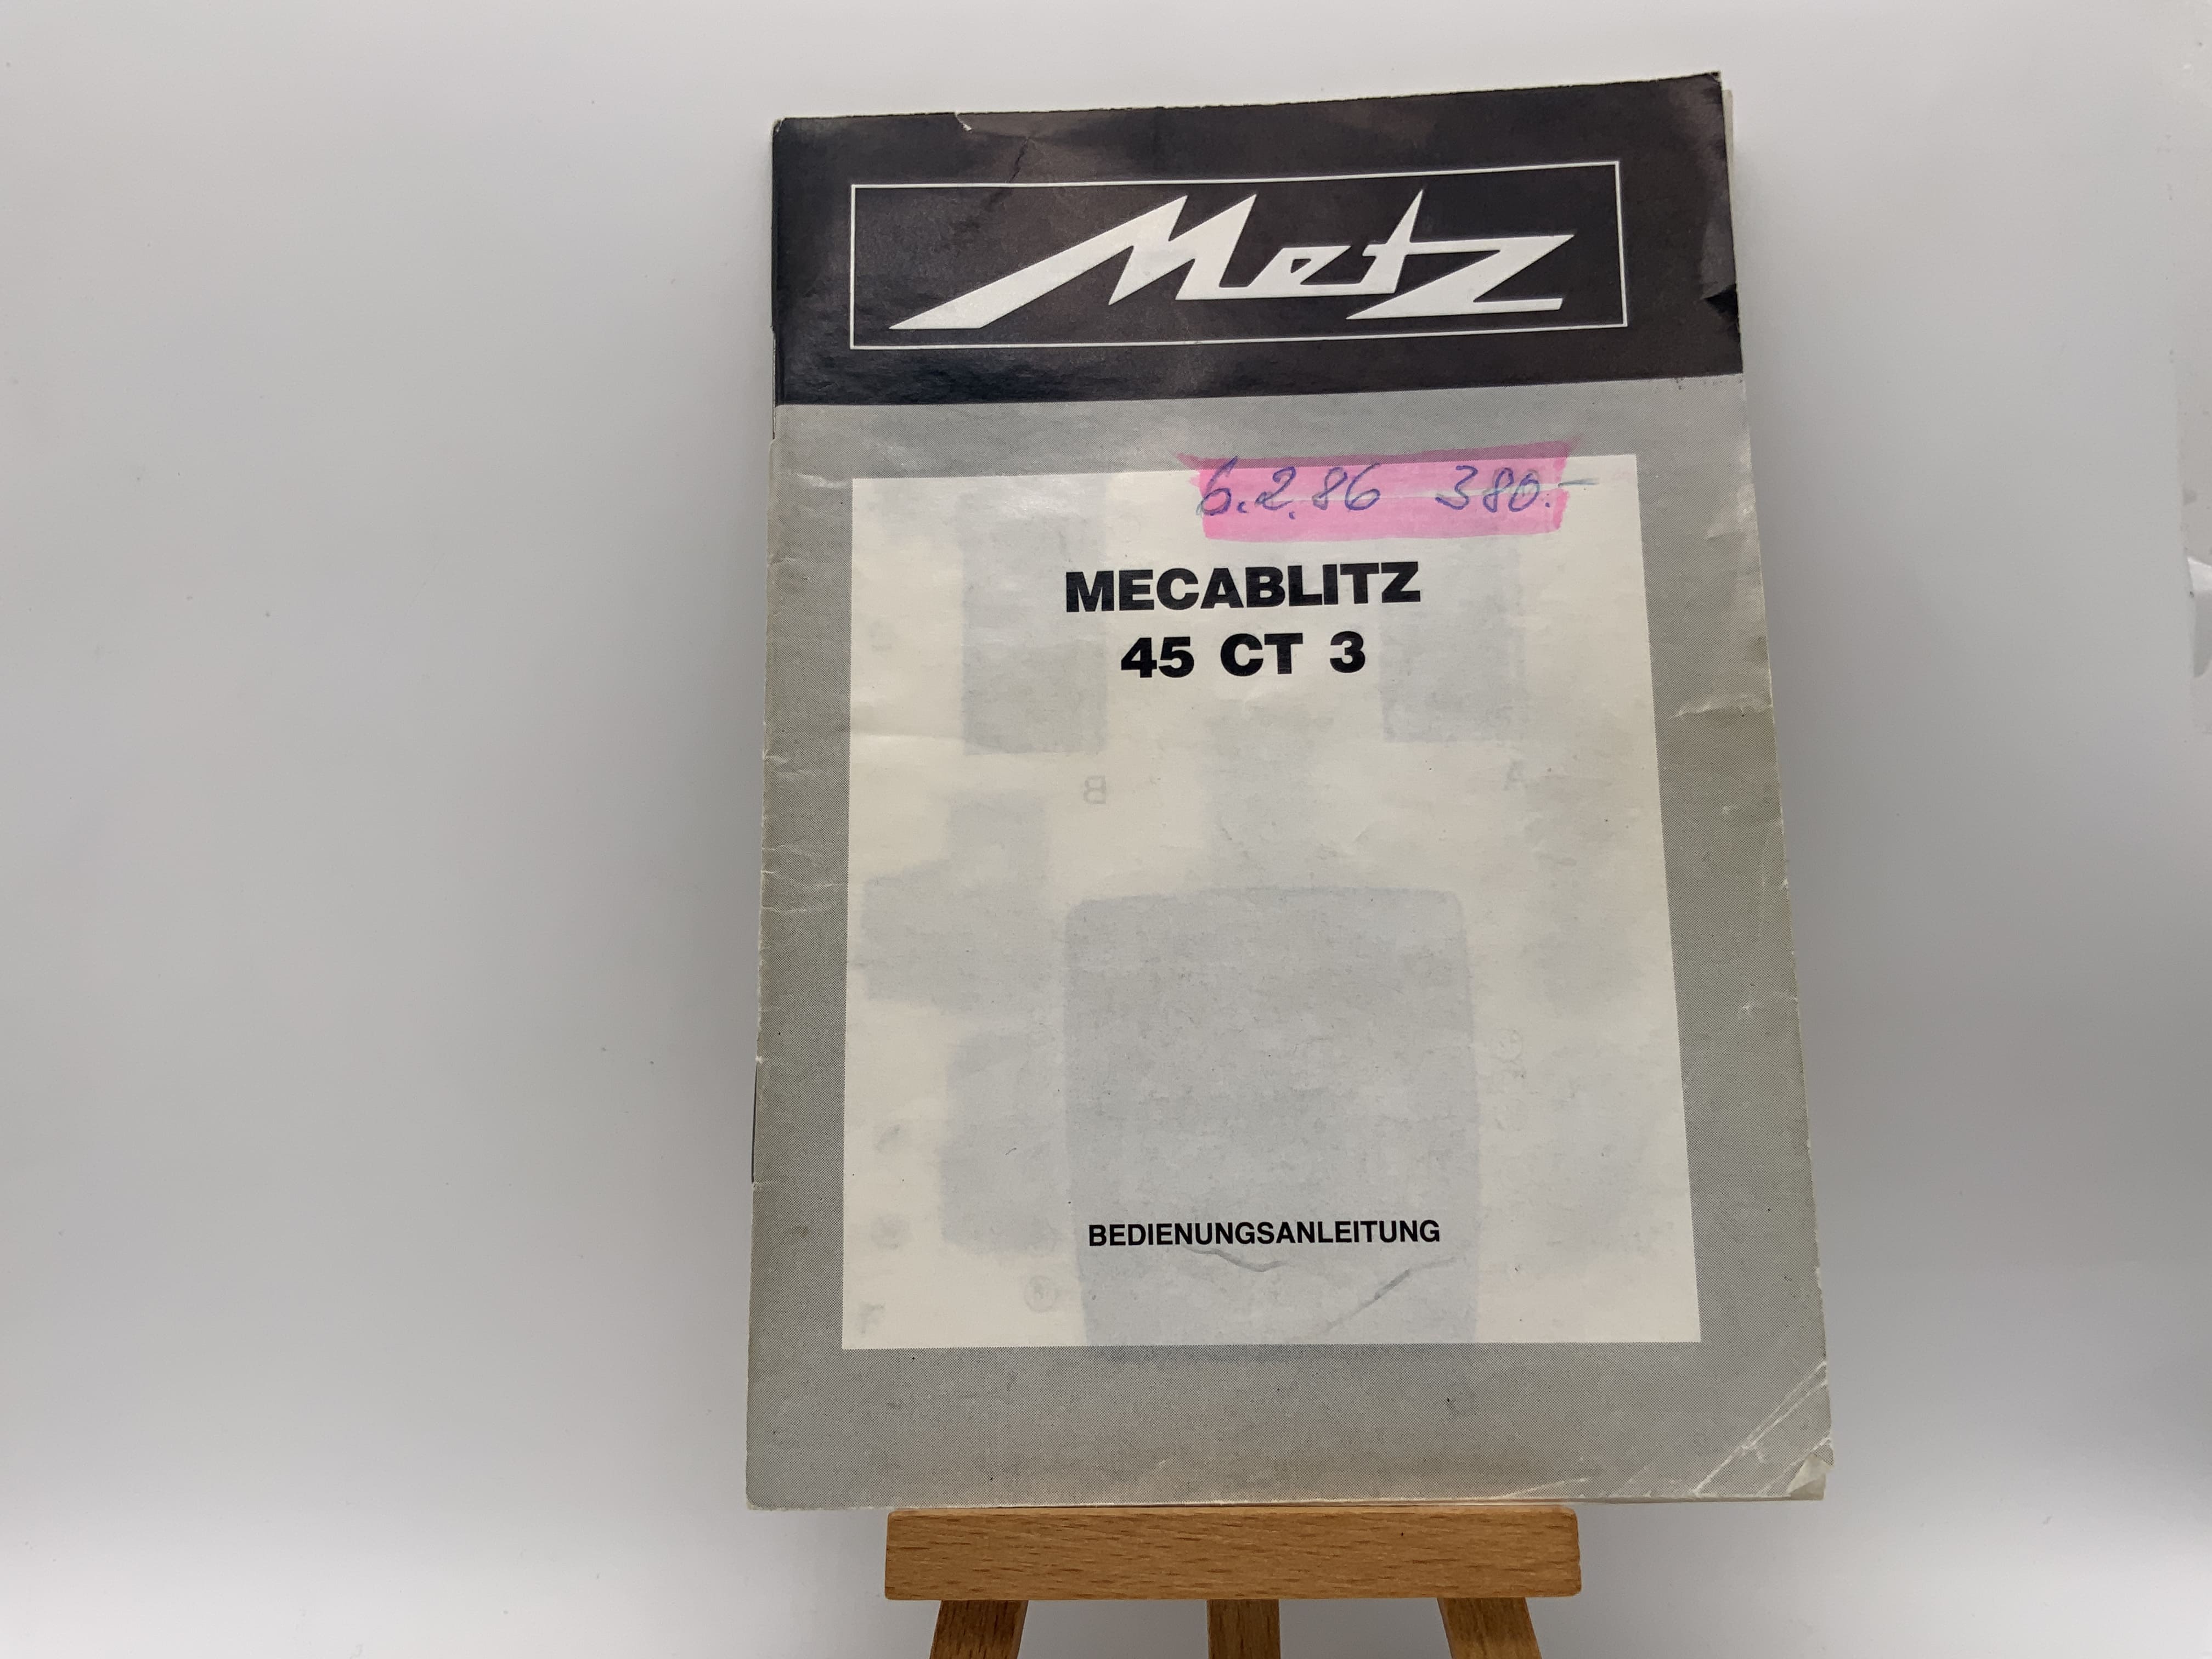 Metz
6.2.86 380.-
MECABLITZ
45 CT 3
BEDIENUNGSANLEITUNG